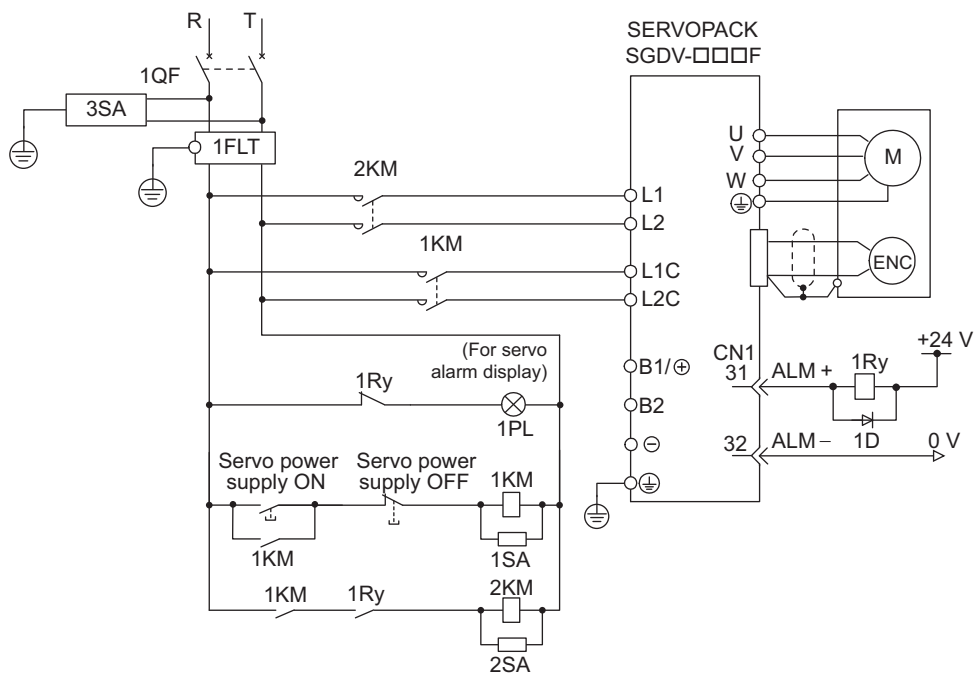 R
T
SERVOPACK
SGDV-□□□F
1QF
3SA
1FLT
U
V
W
M
2KM
L1
L2
1KM
L1C
L2C
ENC
(For servo
alarm display)
+24 V
CN1
1Ry
1PL
B1/⊕
31
ALM +
1Ry
B2
1D
⊖
32
ALM −
0 V
Servo power
supply ON
Servo power
supply OFF
1KM
1KM
1SA
1KM
1Ry
2KM
2SA